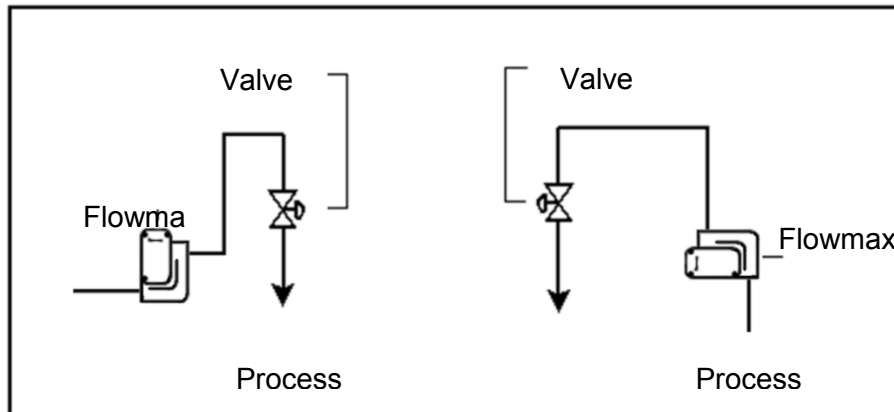 Valve
Valve
Flowma
Flowmax
Process
Process